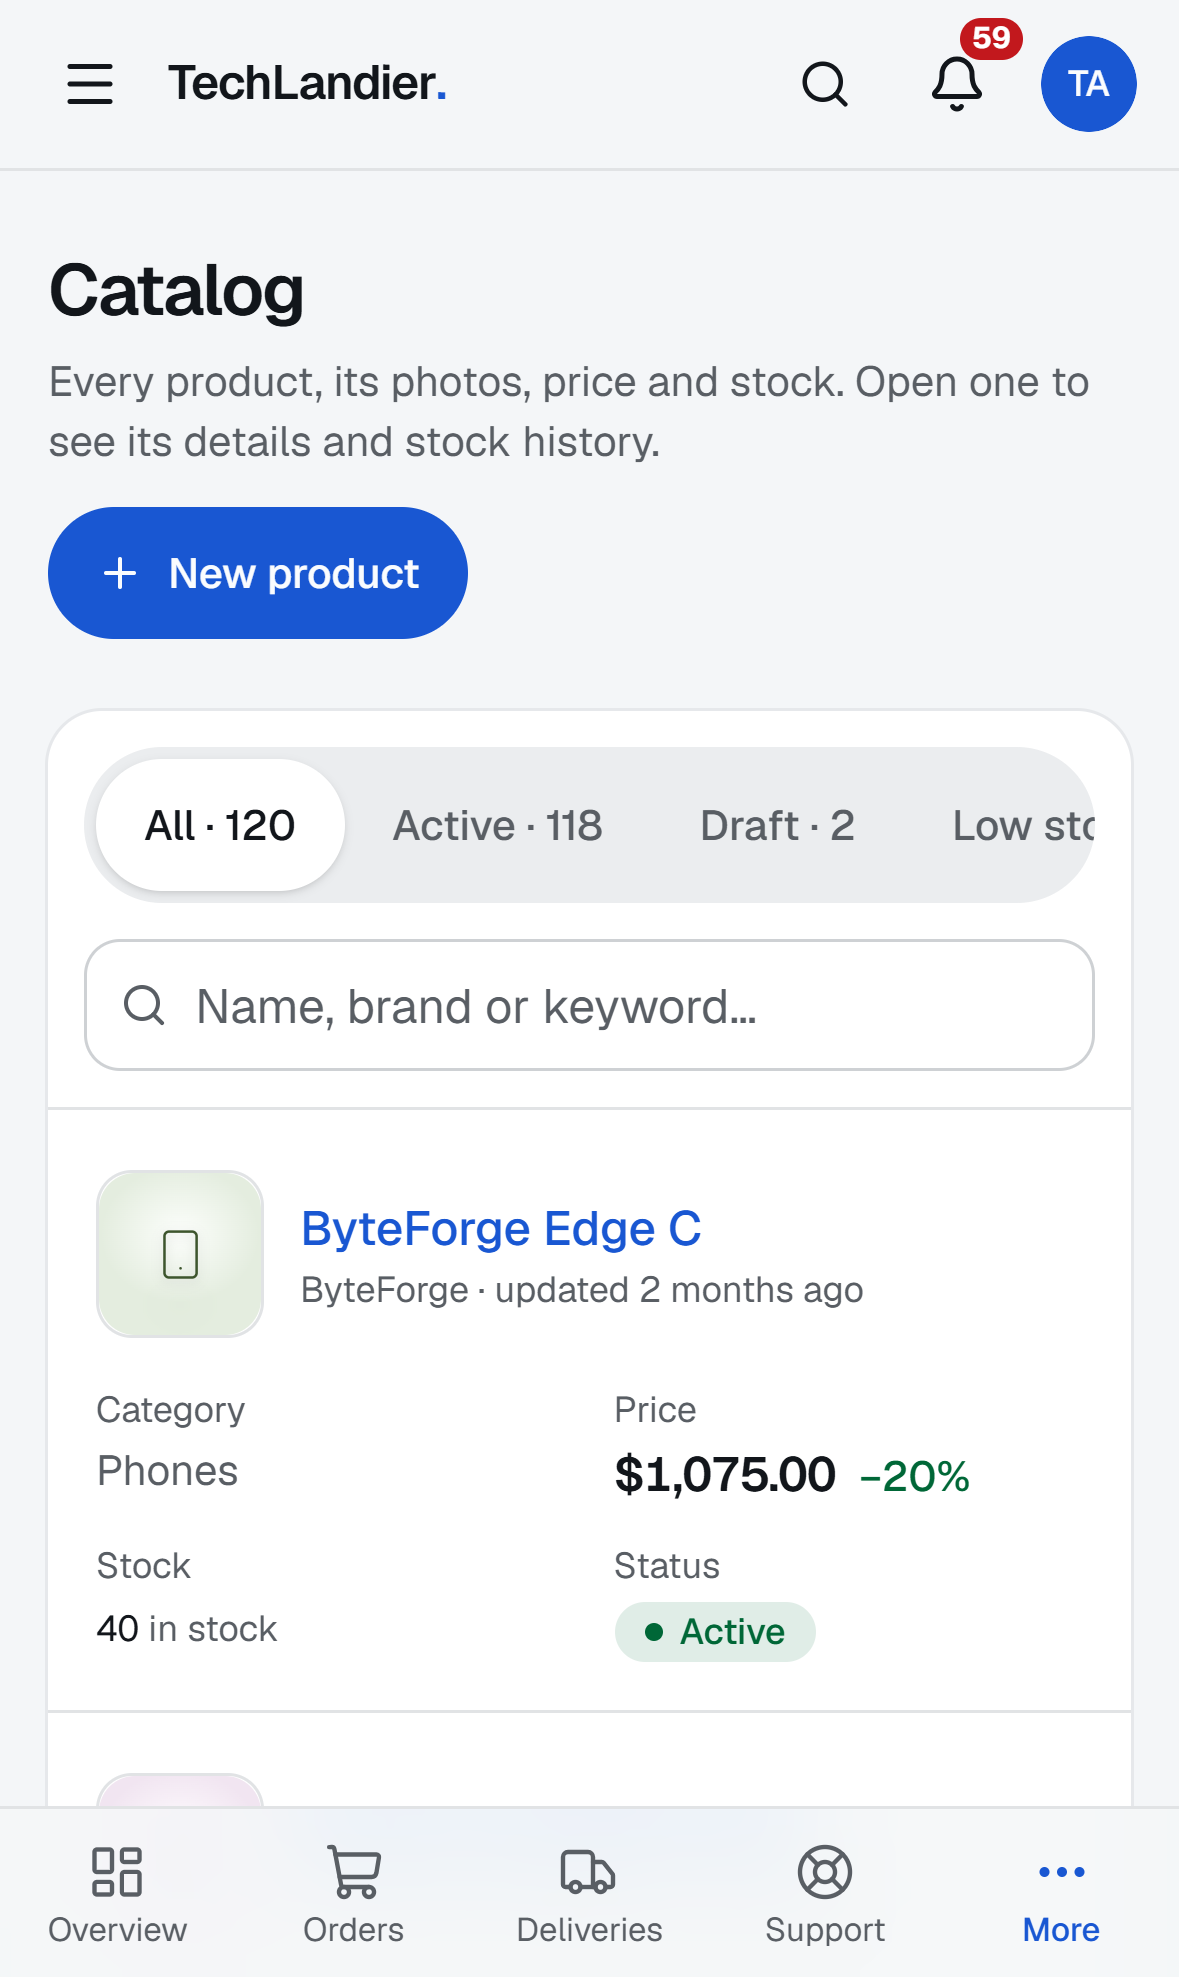 TechLandier.
59
TA
Catalog
Every product, its photos, price and stock. Open one to
see its details and stock history.
New product
All · 120
Active · 118
Draft · 2
Low
Name, brand or keyword...
ByteForge Edge C
ByteForge · updated 2 months ago
Category
Price
Phones
$1,075.00 −20%
Stock
Status
40 in stock
Active
Overview
Orders
Deliveries
Support
More